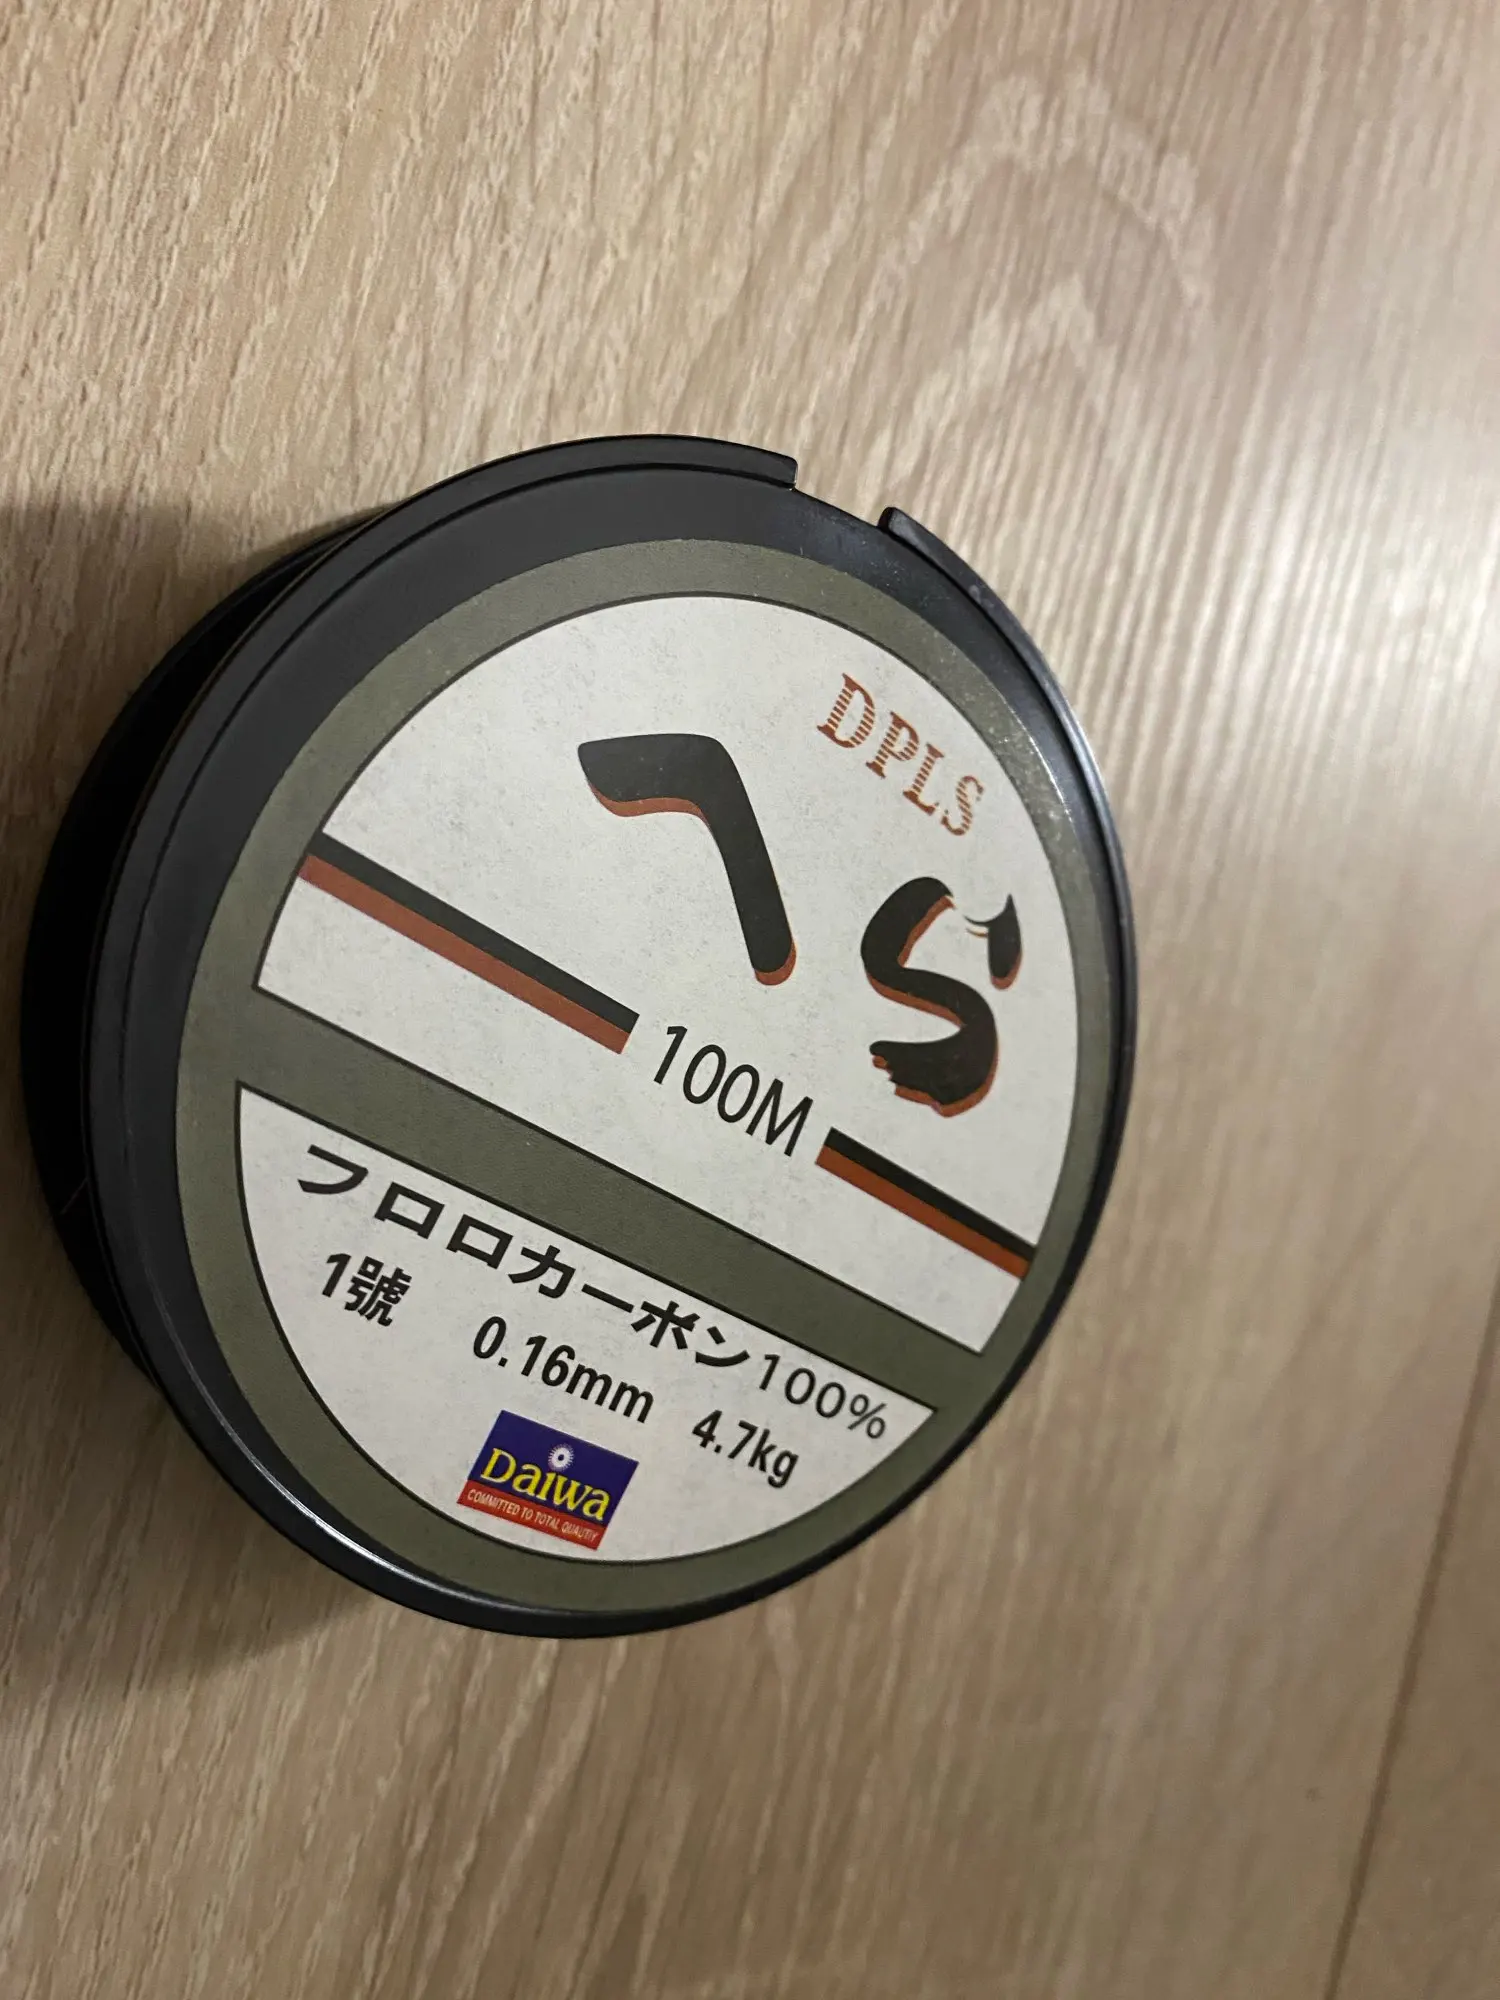 DPLS
へら
100M
フロロカーボン100%
1號 0.16mm 4.7kg
Daiwa
COMMITTED TO TOTAL QUALITIY